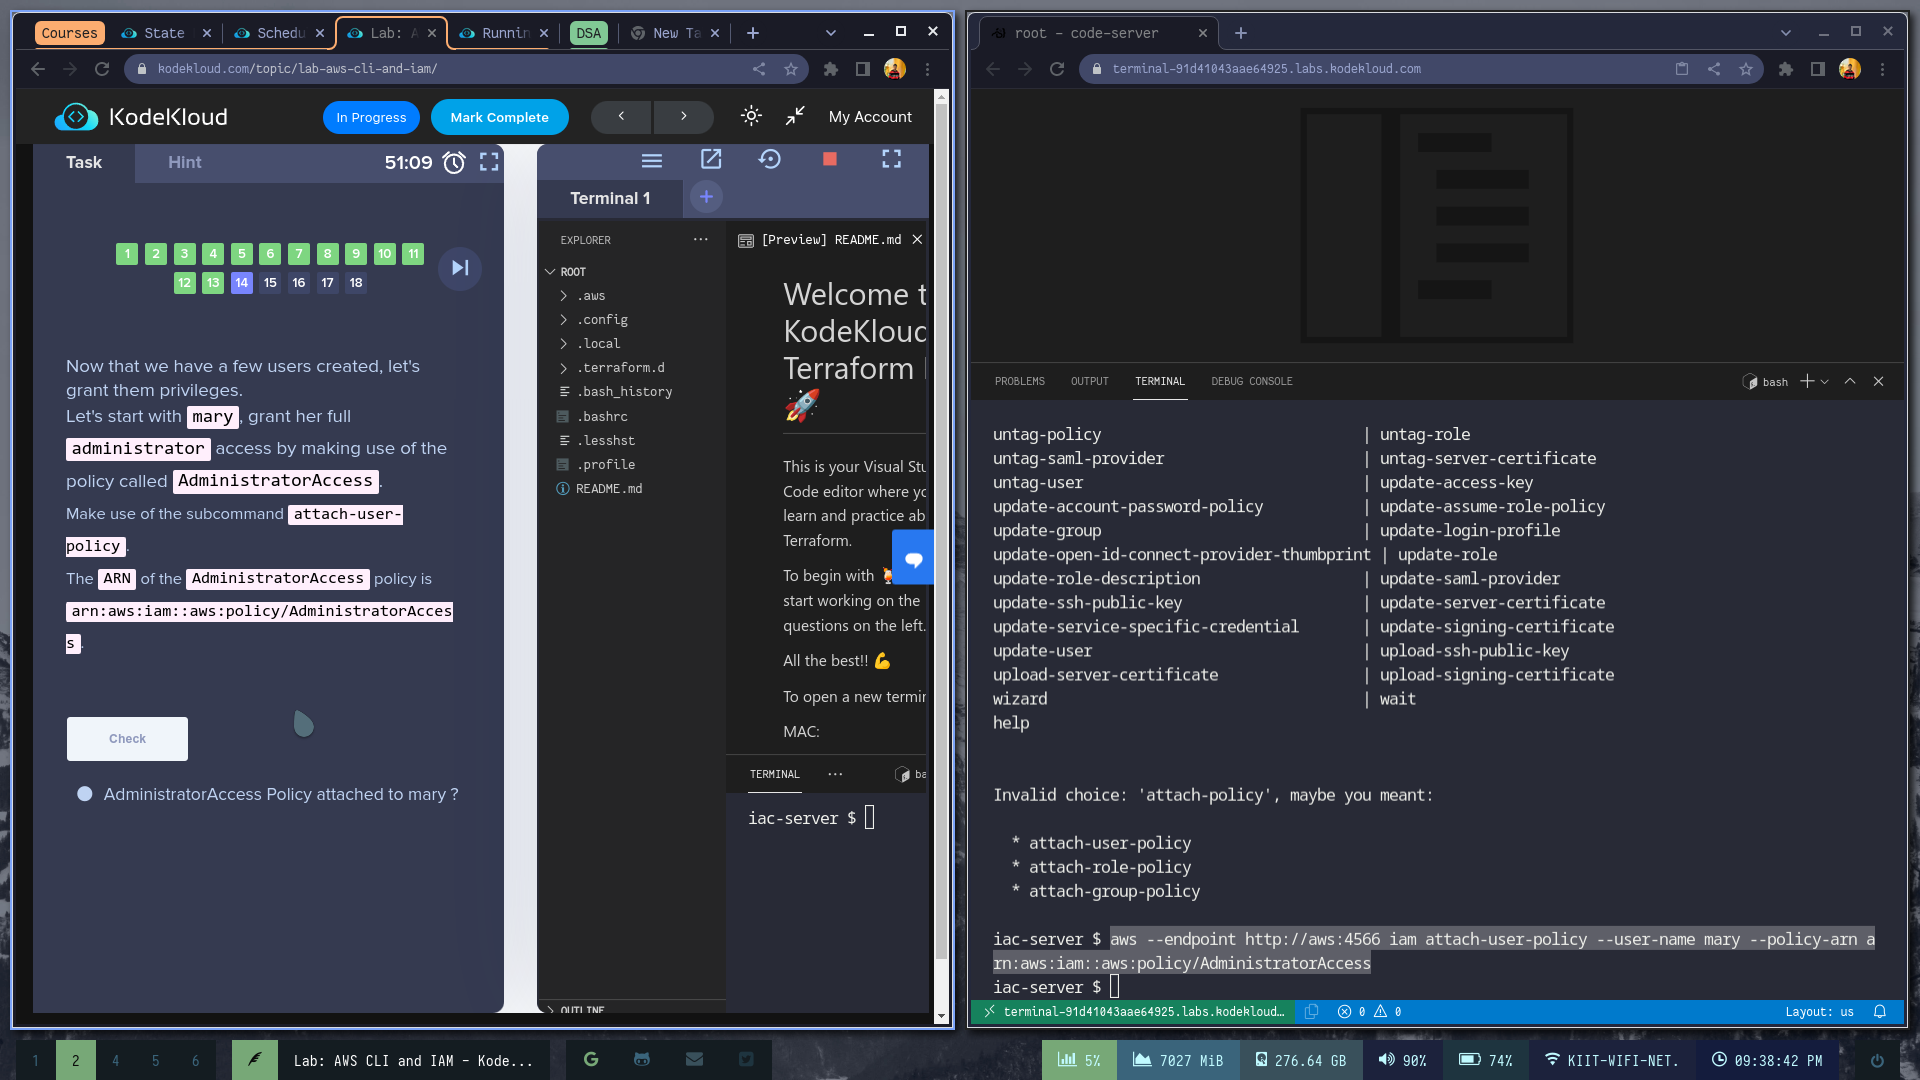 Courses
State
Schedu
Lab: A
Runnin
DSA
New Ta
kodekloud.com/topic/lab-aws-cli-and-iam/
KodeKloud
In Progress
Mark Complete
My Account
Task
Hint
51:09
1 2 3 4 5 6 7 8 9 10 11
12 13 14 15 16 17 18
Now that we have a few users created, let's
grant them privileges.
Let's start with mary, grant her full
administrator access by making use of the
policy called AdministratorAccess.
Make use of the subcommand attach-user-
policy.
The ARN of the AdministratorAccess policy is
arn:aws:iam::aws:policy/AdministratorAcces
s.
Check
AdministratorAccess Policy attached to mary ?
Terminal 1
EXPLORER
ROOT
.aws
.config
.local
.terraform.d
.bash_history
.bashrc
.lesshst
.profile
README.md
OUTLINE
[Preview] README.md
Welcome t
KodeKloud
Terraform
🚀
This is your Visual Stu
Code editor where yo
learn and practice ab
Terraform.
To begin with
start working on the
questions on the left.
All the best!! 💪
To open a new termin
MAC:
TERMINAL
ba
iac-server $
root - code-server
terminal-91d41043aae64925.labs.kodekloud.com
PROBLEMS
OUTPUT
TERMINAL
DEBUG CONSOLE
bash
untag-policy | untag-role
untag-saml-provider | untag-server-certificate
untag-user | update-access-key
update-account-password-policy | update-assume-role-policy
update-group | update-login-profile
update-open-id-connect-provider-thumbprint | update-role
update-role-description | update-saml-provider
update-ssh-public-key | update-server-certificate
update-service-specific-credential | update-signing-certificate
update-user | upload-ssh-public-key
upload-server-certificate | upload-signing-certificate
wizard | wait
help
Invalid choice: 'attach-policy', maybe you meant:
* attach-user-policy
* attach-role-policy
* attach-group-policy
iac-server $ aws --endpoint http://aws:4566 iam attach-user-policy --user-name mary --policy-arn a
rn:aws:iam::aws:policy/AdministratorAccess
iac-server $
terminal-91d41043aae64925.labs.kodekloud…
0 0
Layout: us
1 2 4 5 6
Lab: AWS CLI and IAM - Kode...
5%
7027 MiB
276.64 GB
90%
74%
KIIT-WIFI-NET.
09:38:42 PM